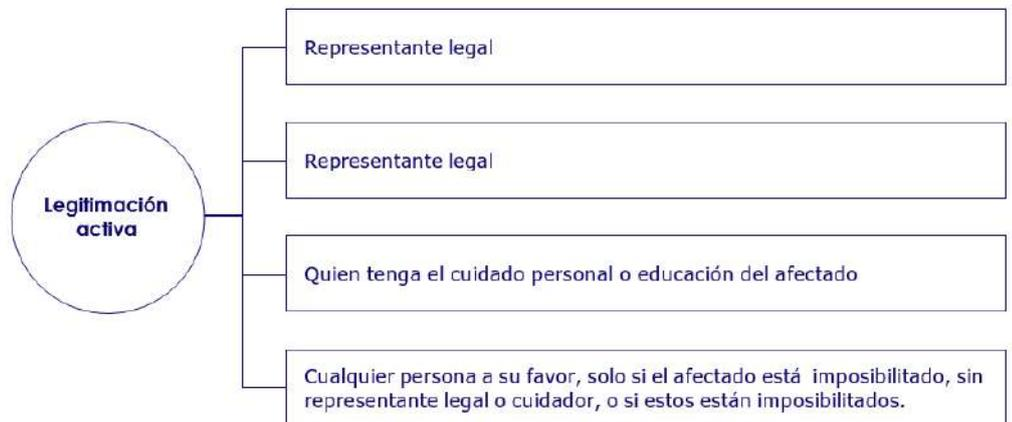 Representante legal
Representante legal
Legitimación
activa
Quien tenga el cuidado personal o educación del afectado
Cualquier persona a su favor, solo si el afectado está imposibilitado, sin
representante legal o cuidador, o si estos están imposibilitados.